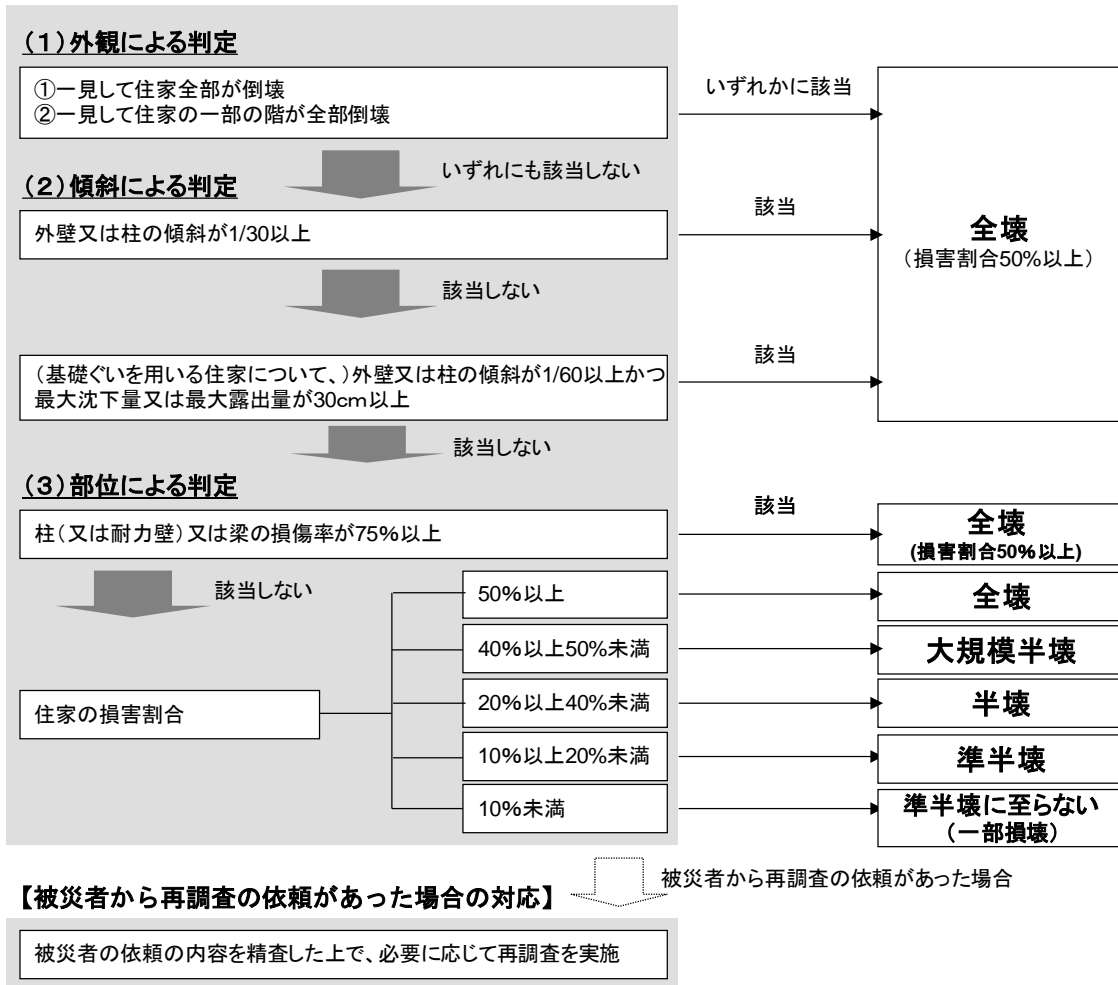 (1)外観による判定
①一見して住家全部が倒壊
②一見して住家の一部の階が全部倒壊
いずれかに該当
いずれにも該当しない
(2)傾斜による判定
外壁又は柱の傾斜が1/30以上
該当
全壊
(損害割合50%以上)
該当しない
(基礎ぐいを用いる住家について、)外壁又は柱の傾斜が1/60以上かつ
最大沈下量又は最大露出量が30cm以上
該当
該当しない
(3)部位による判定
柱(又は耐力壁)又は梁の損傷率が75%以上
該当
全壊
(損害割合50%以上)
該当しない
住家の損害割合
50%以上
全壊
40%以上50%未満
大規模半壊
20%以上40%未満
半壊
10%以上20%未満
準半壊
10%未満
準半壊に至らない
(一部損壊)
被災者から再調査の依頼があった場合
【被災者から再調査の依頼があった場合の対応】
被災者の依頼の内容を精査した上で、必要に応じて再調査を実施